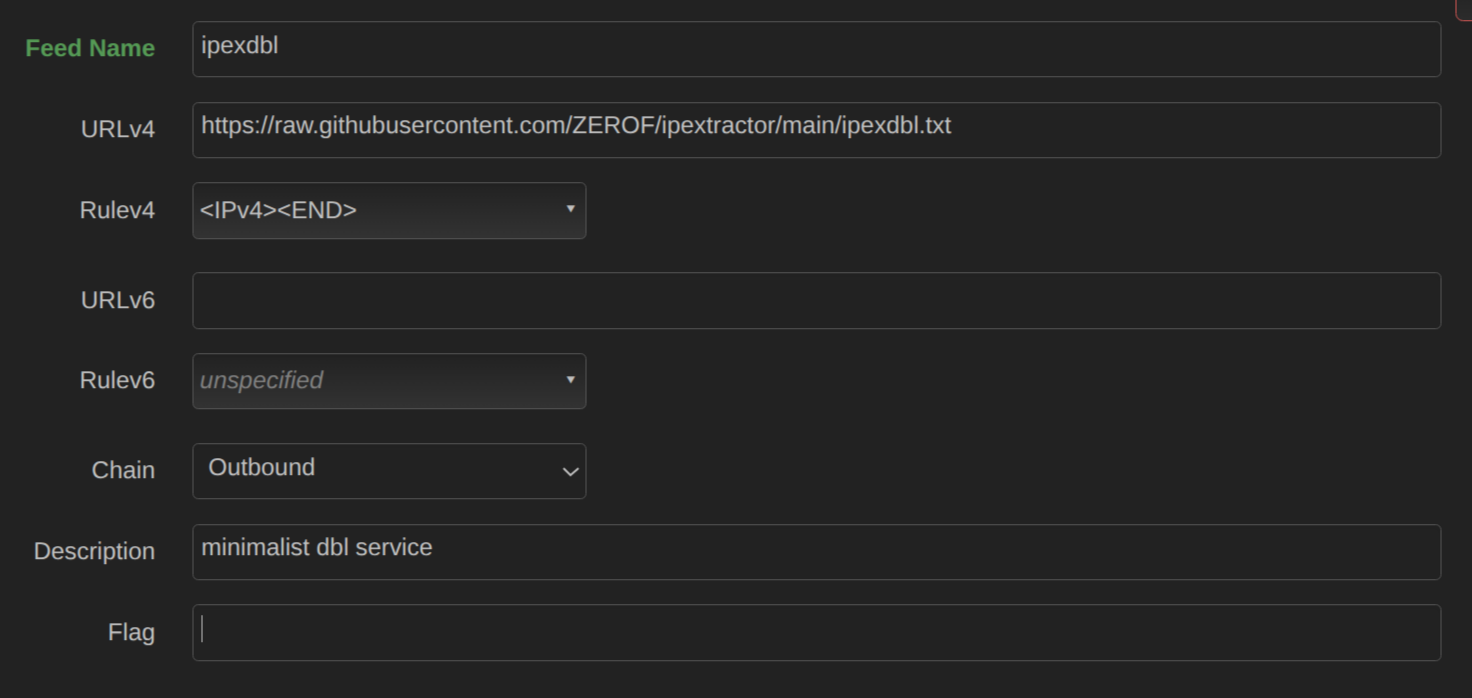 Feed Name ipexdbl
URLv4 https://raw.githubusercontent.com/ZEROF/ipextractor/main/ipexdbl.txt
Rulev4 <IPv4><END>
URLv6
Rulev6 unspecified
Chain Outbound
Description minimalist dbl service
Flag